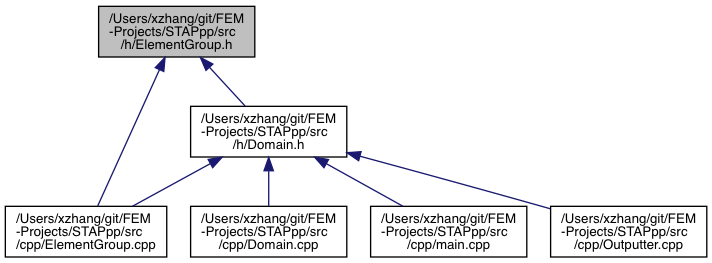 /Users/xzhang/git/FEM
-Projects/STAPpp/src
/h/ElementGroup.h
/Users/xzhang/git/FEM
-Projects/STAPpp/src
/h/Domain.h
/Users/xzhang/git/FEM
-Projects/STAPpp/src
/cpp/ElementGroup.cpp
/Users/xzhang/git/FEM
-Projects/STAPpp/src
/cpp/Domain.cpp
/Users/xzhang/git/FEM
-Projects/STAPpp/src
/cpp/main.cpp
/Users/xzhang/git/FEM
-Projects/STAPpp/src
/cpp/Outputter.cpp